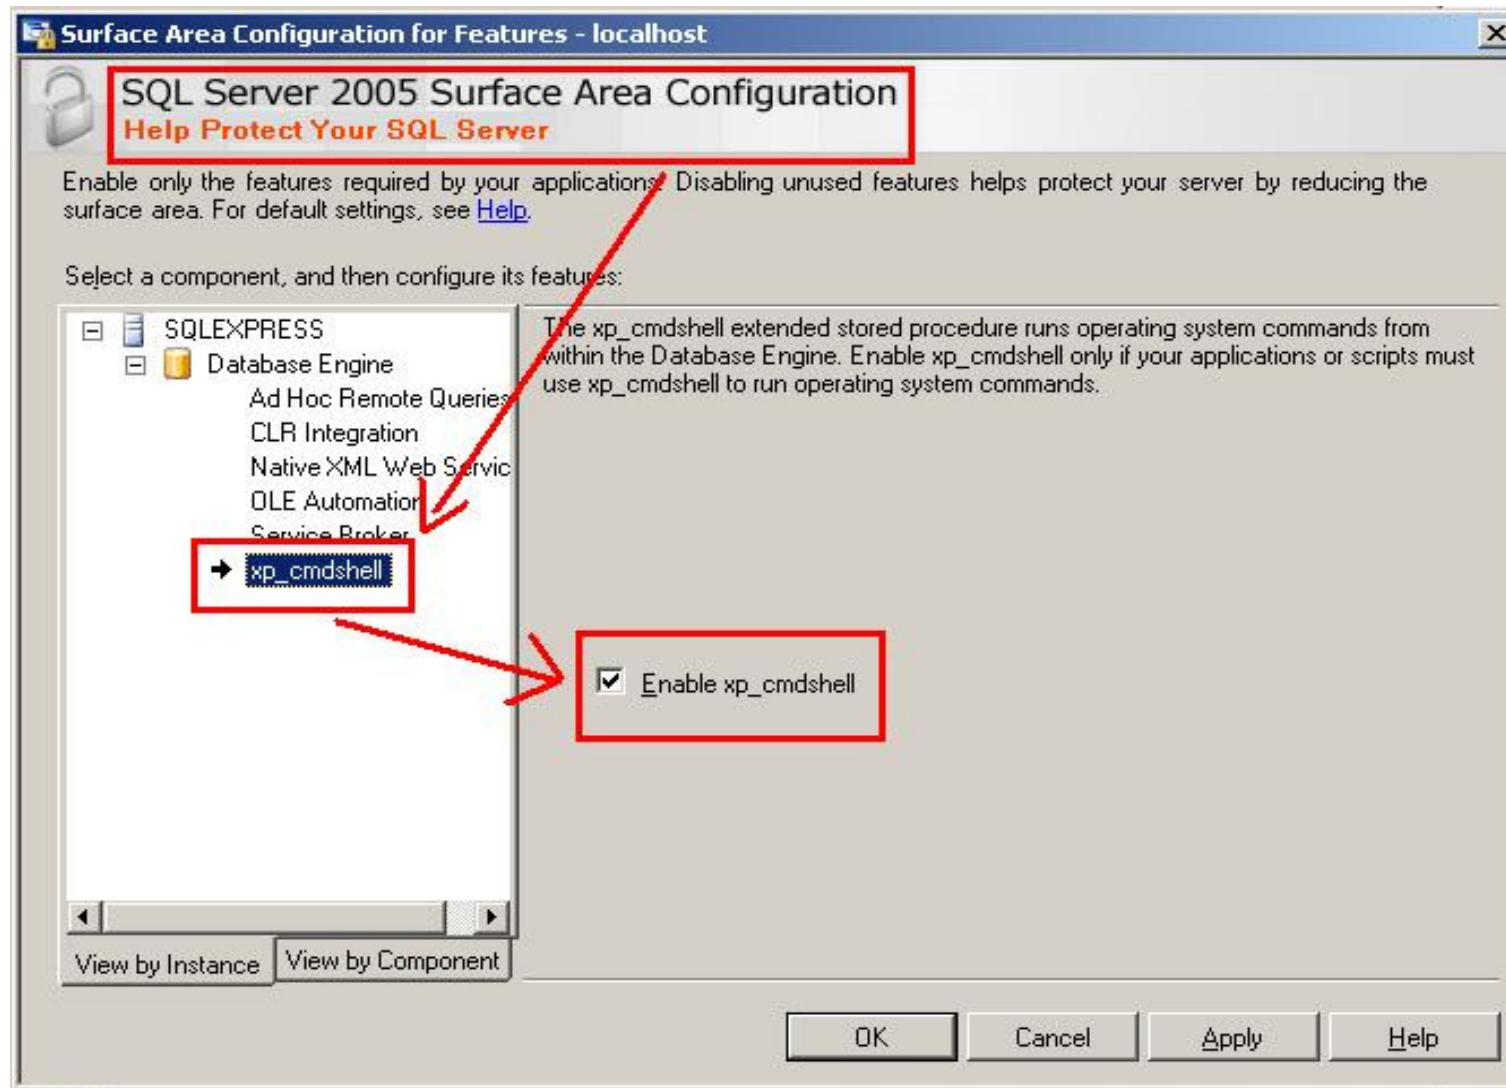 Surface Area Configuration for Features - localhost
SQL Server 2005 Surface Area Configuration
Help Protect Your SQL Server
Enable only the features required by your applications. Disabling unused features helps protect your server by reducing the
surface area. For default settings, see Help.
Select a component, and then configure its features:
SQLEXPRESS
Database Engine
Ad Hoc Remote Queries
CLR Integration
Native XML Web Servic
OLE Automation
Service Broker
xp_cmdshell
The xp_cmdshell extended stored procedure runs operating system commands from
within the Database Engine. Enable xp_cmdshell only if your applications or scripts must
use xp_cmdshell to run operating system commands.
Enable xp_cmdshell
View by Instance
View by Component
OK
Cancel
Apply
Help